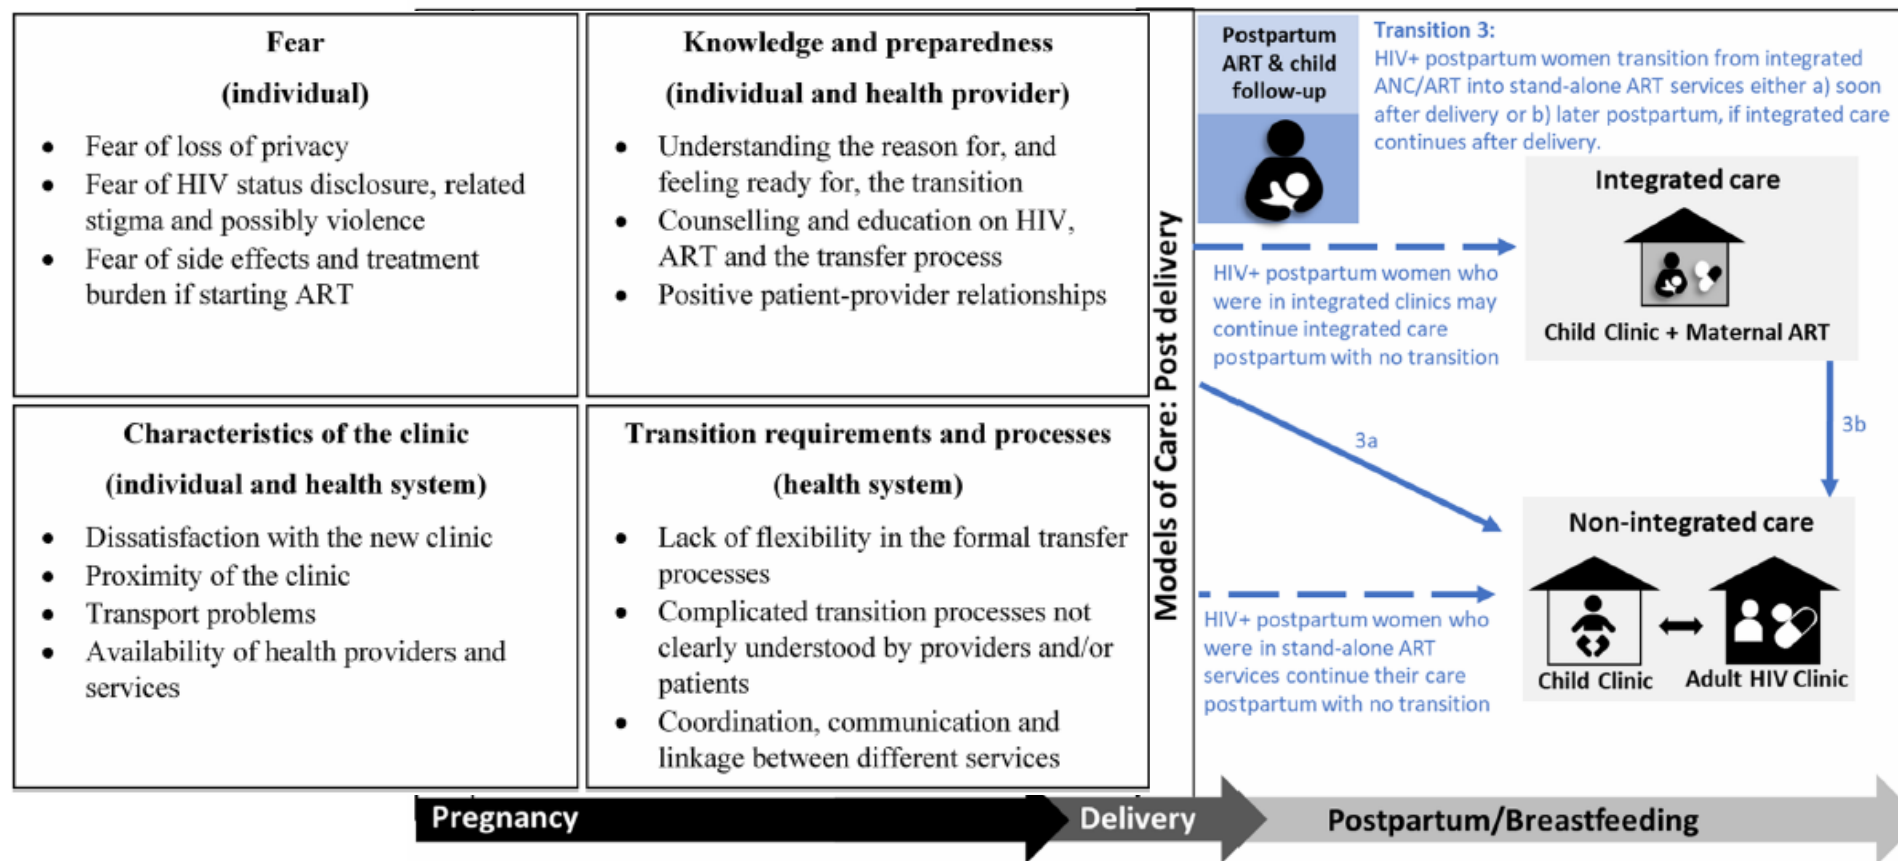 Fear
(individual)
• Fear of loss of privacy
• Fear of HIV status disclosure, related
stigma and possibly violence
• Fear of side effects and treatment
burden if starting ART
Knowledge and preparedness
(individual and health provider)
• Understanding the reason for, and
feeling ready for, the transition
• Counselling and education on HIV,
ART and the transfer process
• Positive patient-provider relationships
Characteristics of the clinic
(individual and health system)
• Dissatisfaction with the new clinic
• Proximity of the clinic
• Transport problems
• Availability of health providers and
services
Transition requirements and processes
(health system)
• Lack of flexibility in the formal transfer
processes
• Complicated transition processes not
clearly understood by providers and/or
patients
• Coordination, communication and
linkage between different services
Models of Care: Post delivery
Postpartum
ART & child
follow-up
Transition 3:
HIV+ postpartum women transition from integrated
ANC/ART into stand-alone ART services either a) soon
after delivery or b) later postpartum, if integrated care
continues after delivery.
Integrated care
Child Clinic + Maternal ART
HIV+ postpartum women who
were in integrated clinics may
continue integrated care
postpartum with no transition
3a
3b
Non-integrated care
Child Clinic
Adult HIV Clinic
HIV+ postpartum women who
were in stand-alone ART
services continue their care
postpartum with no transition
Pregnancy
Delivery
Postpartum/Breastfeeding